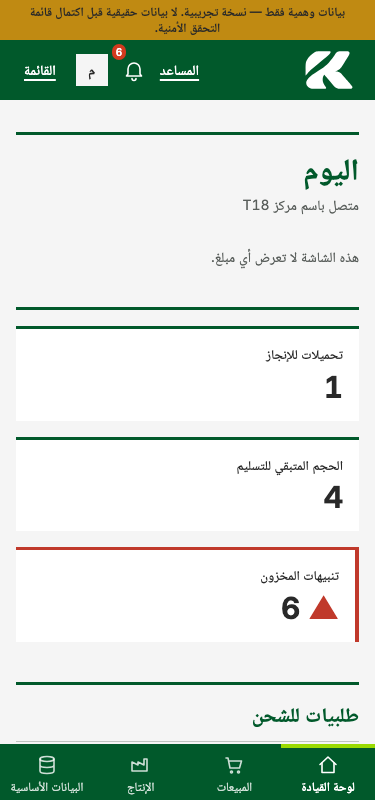 بيانات وهمية فقط — نسخة تجريبية. لا بيانات حقيقية قبل اكتمال قائمة
التحقق الأمنية.
المساعد
6
م
القائمة
اليوم
متصل باسم مركز T18
هذه الشاشة لا تعرض أي مبلغ.
تحميلات للإنجاز
1
الحجم المتبقي للتسليم
4
تنبيهات المخزون
6
طلبيات للشحن
لوحة القيادة
المبيعات
الإنتاج
البيانات الأساسية